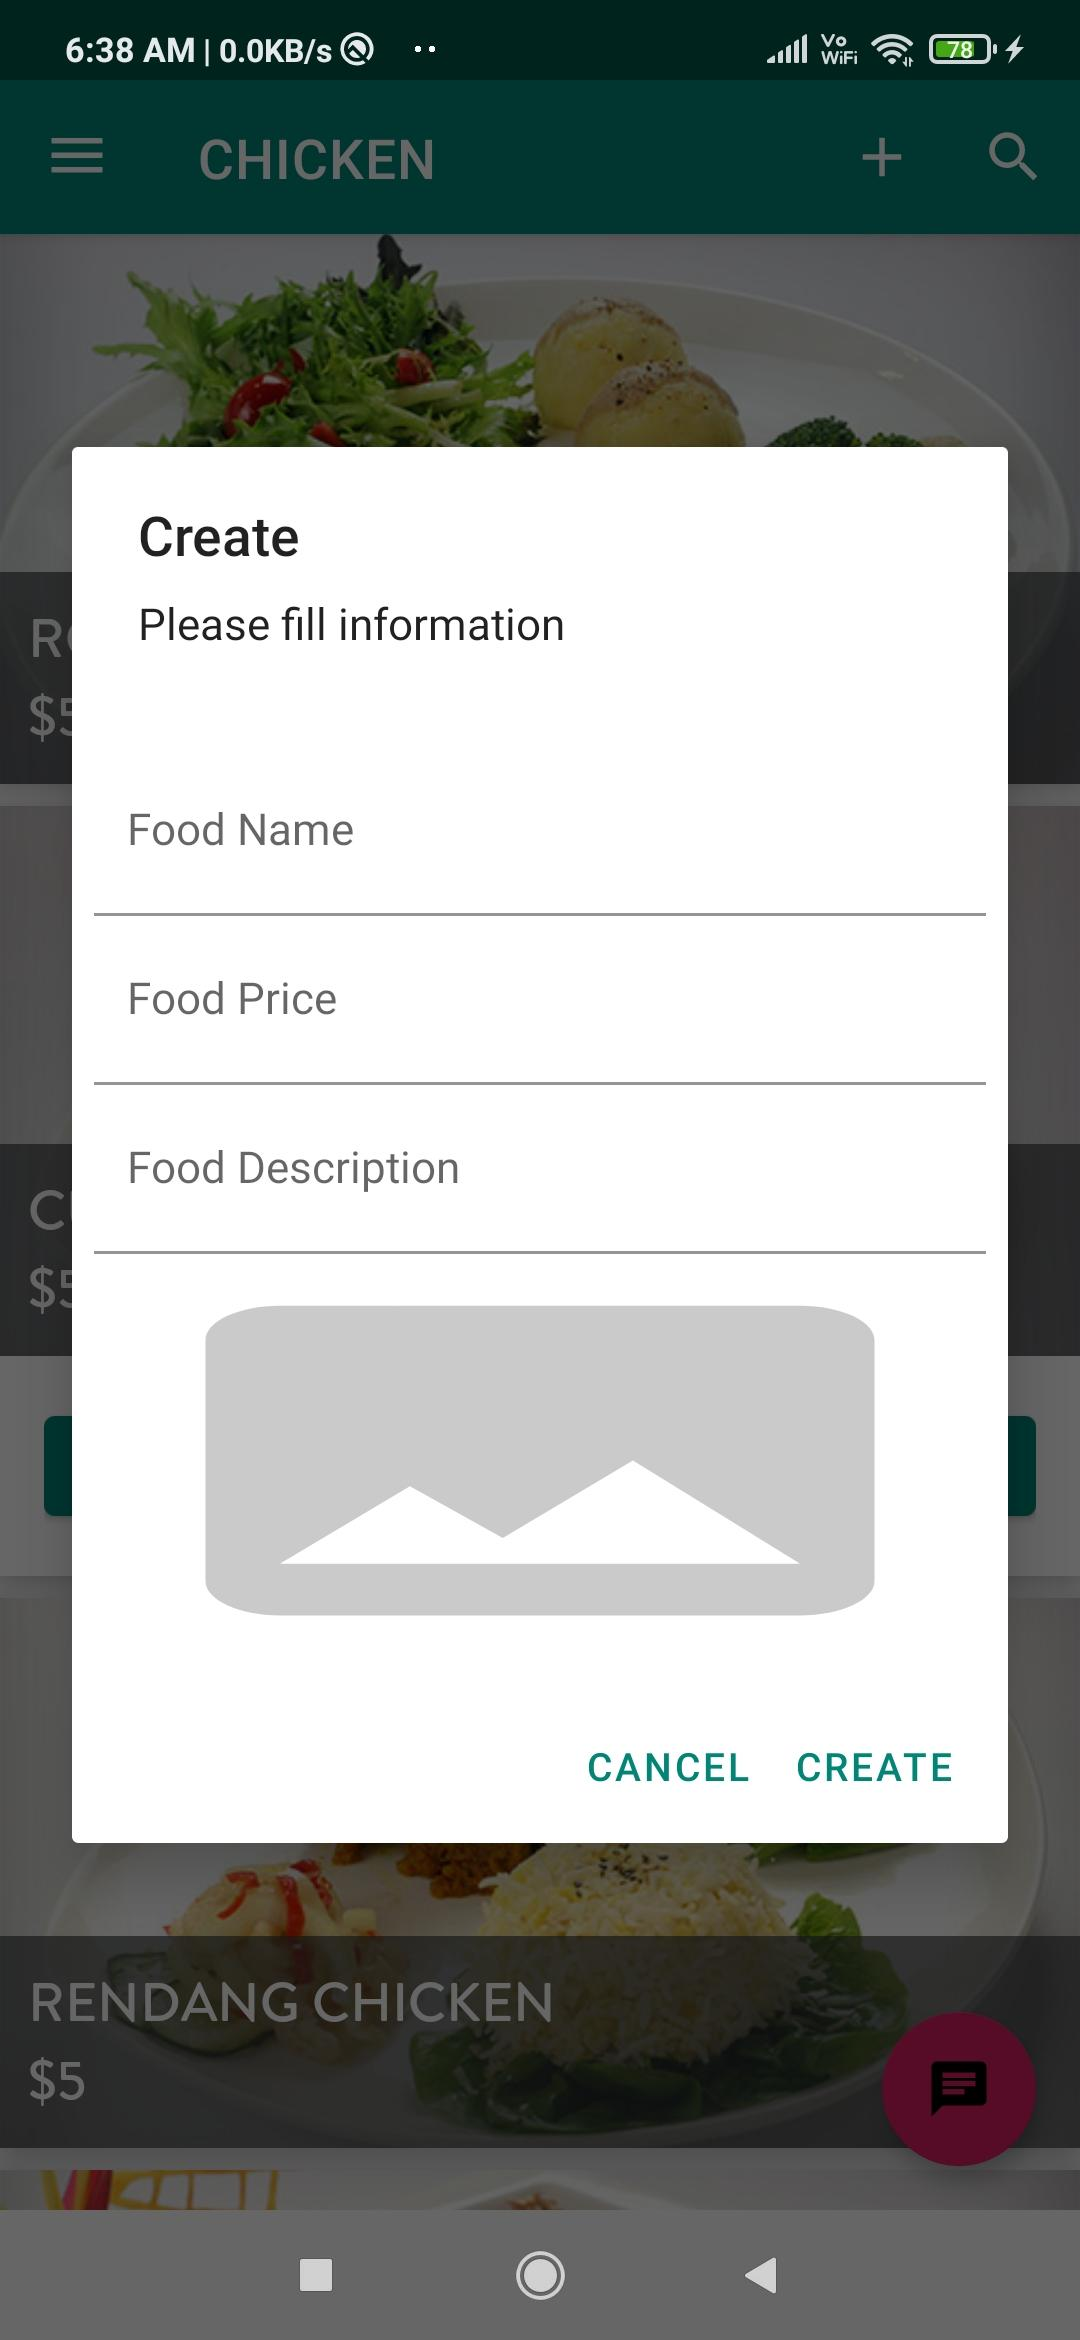 6:38 AM | 0.0KB/s
Vo
WiFi
78
CHICKEN
Create
Please fill information
Food Name
Food Price
Food Description
CANCEL CREATE
RENDANG CHICKEN
$5